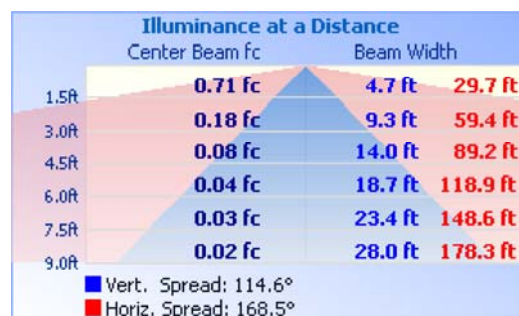 Illuminance at a Distance
Center Beam fc Beam Width
0.71 fc 4.7 ft 29.7 ft
1.5ft
0.18 fc 9.3 ft 59.4 ft
3.0ft
0.08 fc 14.0 ft 89.2 ft
4.5ft
0.04 fc 18.7 ft 118.9 ft
6.0ft
0.03 fc 23.4 ft 148.6 ft
7.5ft
0.02 fc 28.0 ft 178.3 ft
9.0ft
Vert. Spread: 114.6°
Horiz. Spread: 168.5°